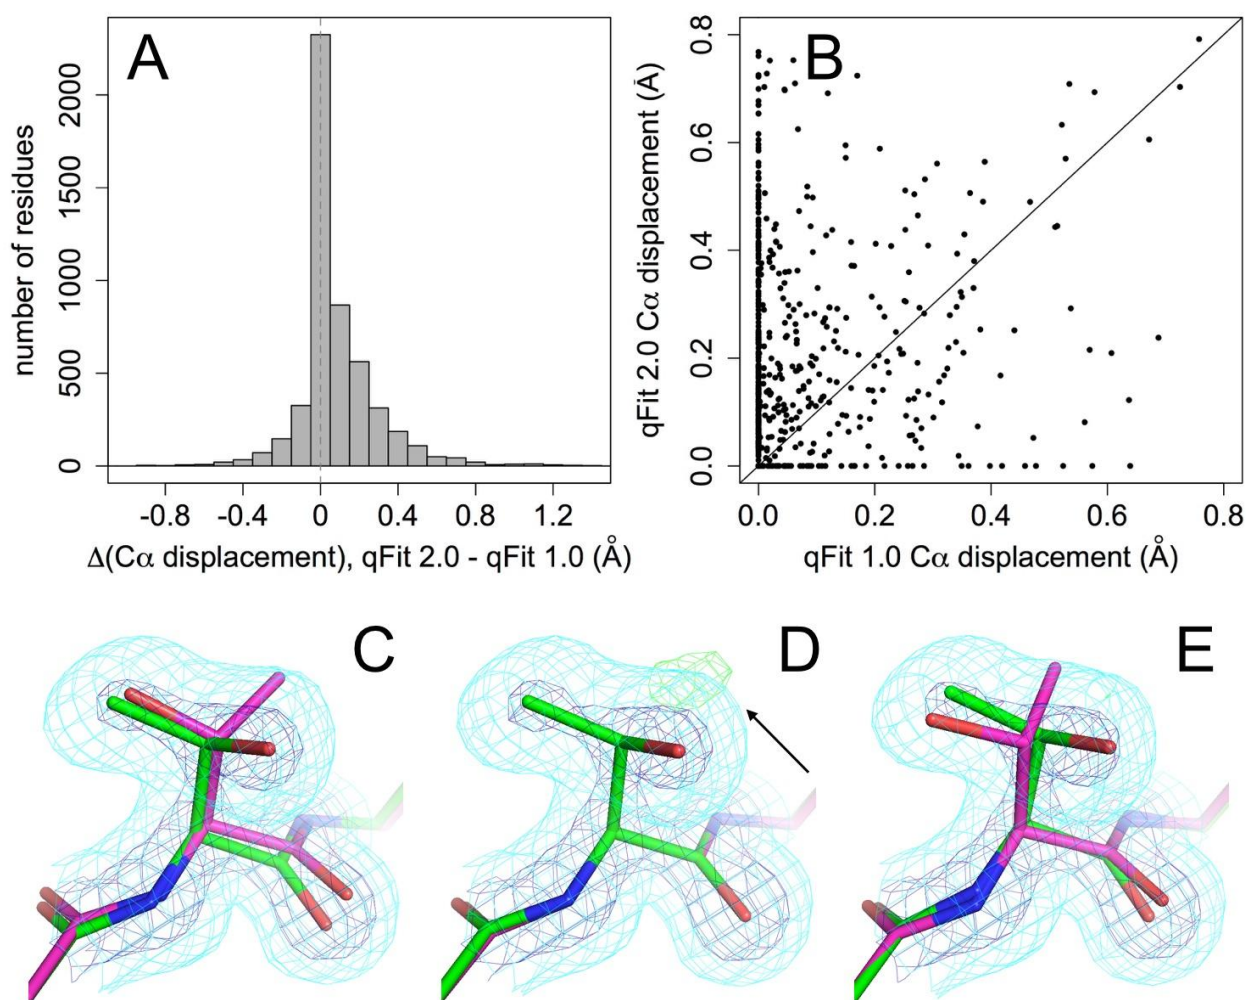 A
number of residues
2000
1500
1000
500
0
-0.8 -0.4 0 0.4 0.8 1.2
Δ(Cα displacement), qFit 2.0 - qFit 1.0 (Å)
B
qFit 2.0 Cα displacement (Å)
0.8
0.6
0.4
0.2
0.0
0.0 0.2 0.4 0.6 0.8
qFit 1.0 Cα displacement (Å)
C
D
E